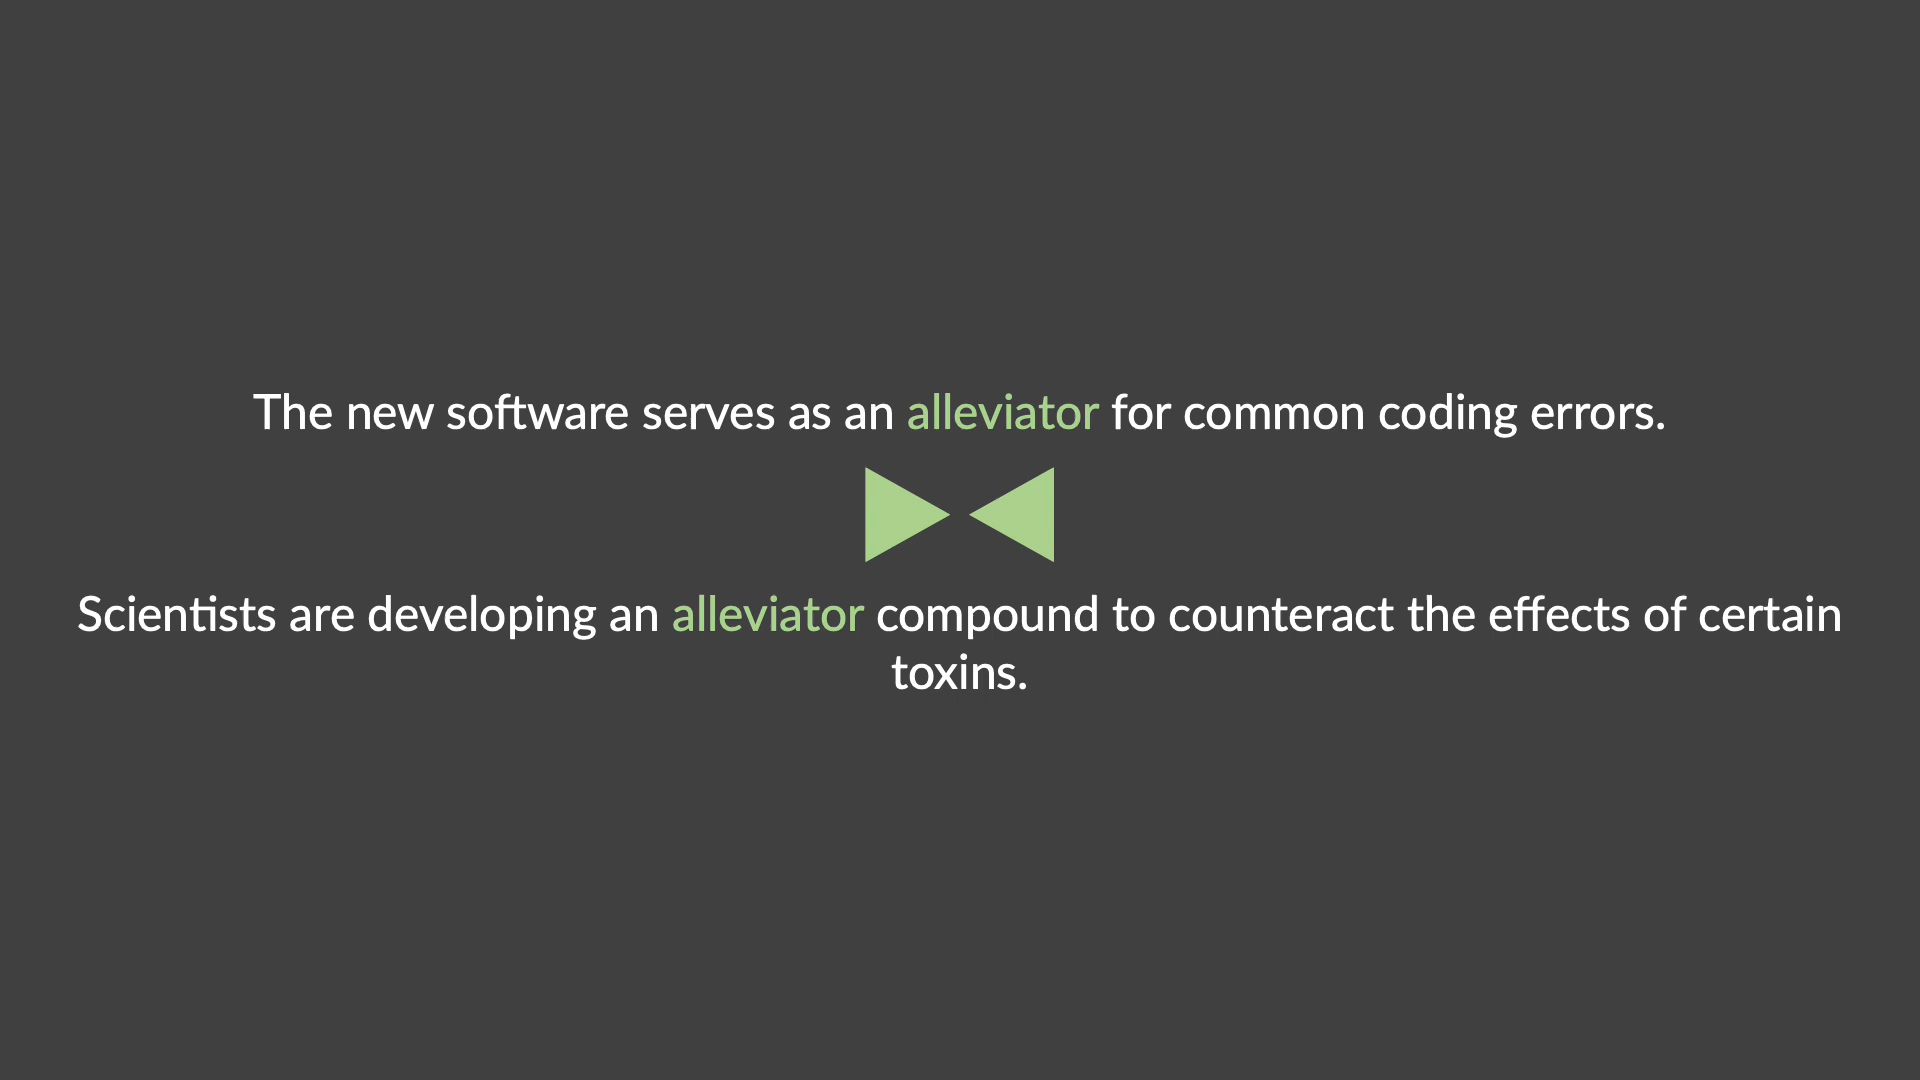 The new software serves as an alleviator for common coding errors.
Scientists are developing an alleviator compound to counteract the effects of certain
toxins.